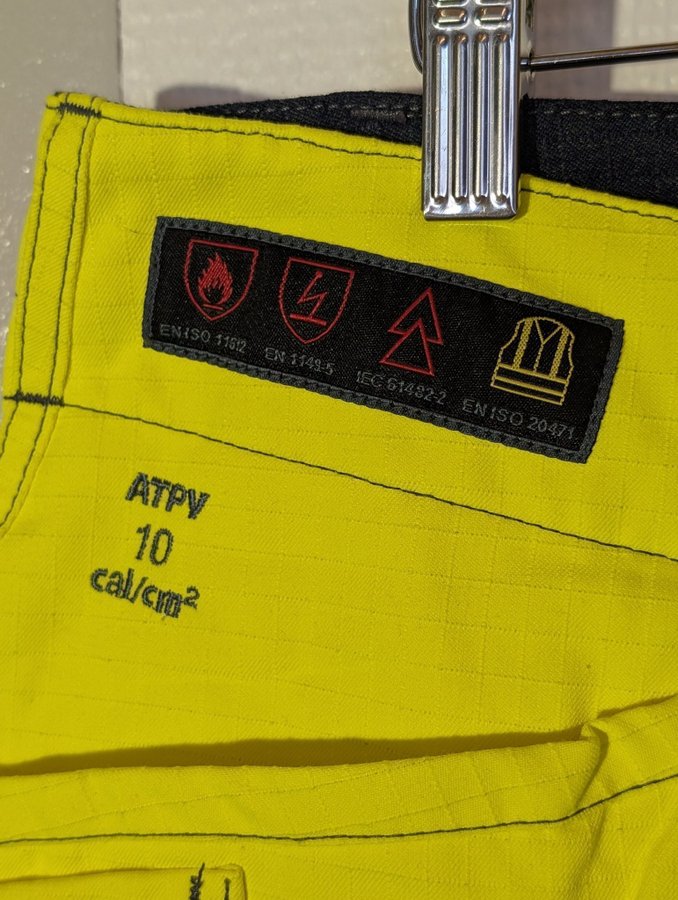 EN ISO 11612
EN 1149-5
IEC 61482-2
EN ISO 20471
ATPV
10
cal/cm²